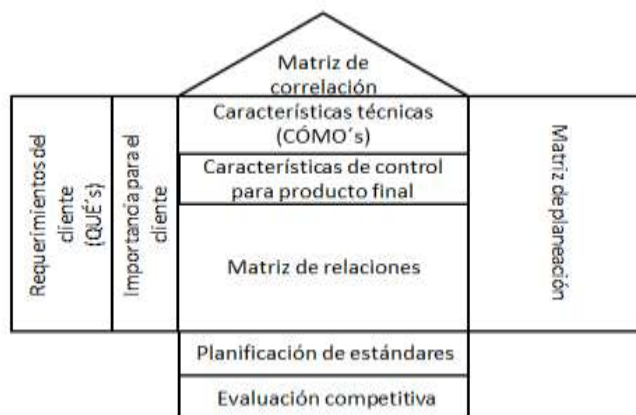 Matriz de
correlación
Características técnicas
(CÓMO´s)
Características de control
para producto final
Matriz de relaciones
Planificación de estándares
Evaluación competitiva
Requerimientos del
cliente
(QUÉ´s)
Importancia para el
cliente
Matriz de planeación